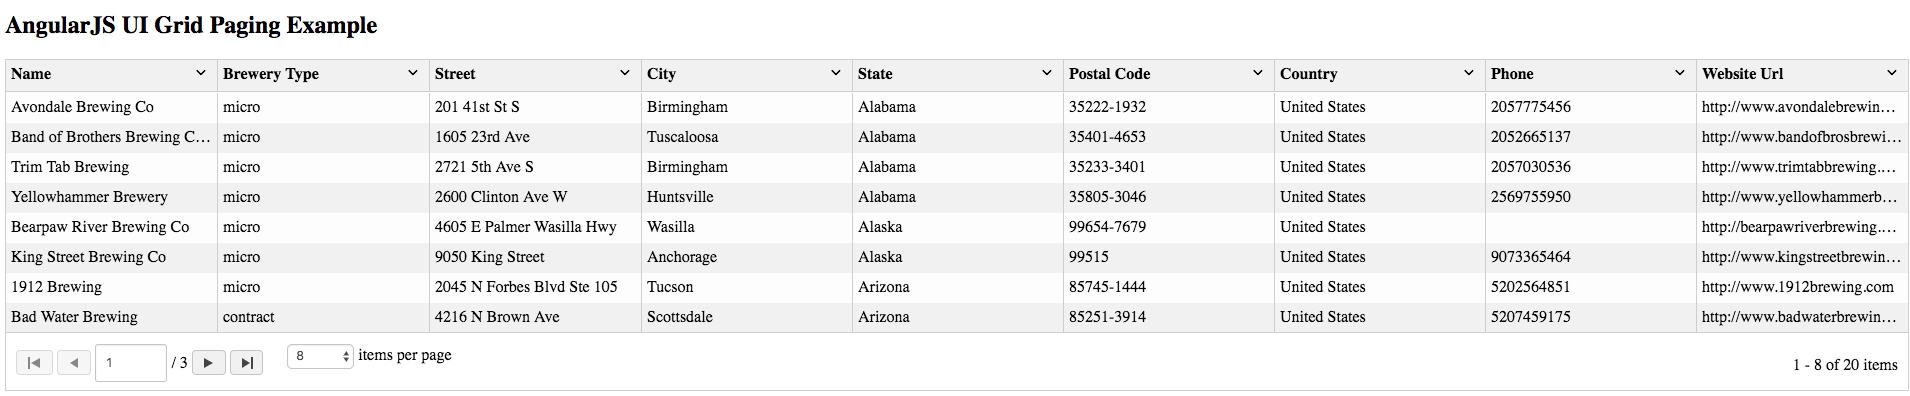 AngularJS UI Grid Paging Example
Name Brewery Type Street City State Postal Code Country Phone Website Url
Avondale Brewing Co micro 201 41st St S Birmingham Alabama 35222-1932 United States 2057775456 http://www.avondalebrewin…
Band of Brothers Brewing C… micro 1605 23rd Ave Tuscaloosa Alabama 35401-4653 United States 2052665137 http://www.bandofbrosbrewi…
Trim Tab Brewing micro 2721 5th Ave S Birmingham Alabama 35233-3401 United States 2057030536 http://www.trimtabbrewing.…
Yellowhammer Brewery micro 2600 Clinton Ave W Huntsville Alabama 35805-3046 United States 2569755950 http://www.yellowhammerb…
Bearpaw River Brewing Co micro 4605 E Palmer Wasilla Hwy Wasilla Alaska 99654-7679 United States http://bearpawriverbrewing.…
King Street Brewing Co micro 9050 King Street Anchorage Alaska 99515 United States 9073365464 http://www.kingstreetbrewin…
1912 Brewing micro 2045 N Forbes Blvd Ste 105 Tucson Arizona 85745-1444 United States 5202564851 http://www.1912brewing.com
Bad Water Brewing contract 4216 N Brown Ave Scottsdale Arizona 85251-3914 United States 5207459175 http://www.badwaterbrewin…
1 / 3 8 items per page 1 - 8 of 20 items